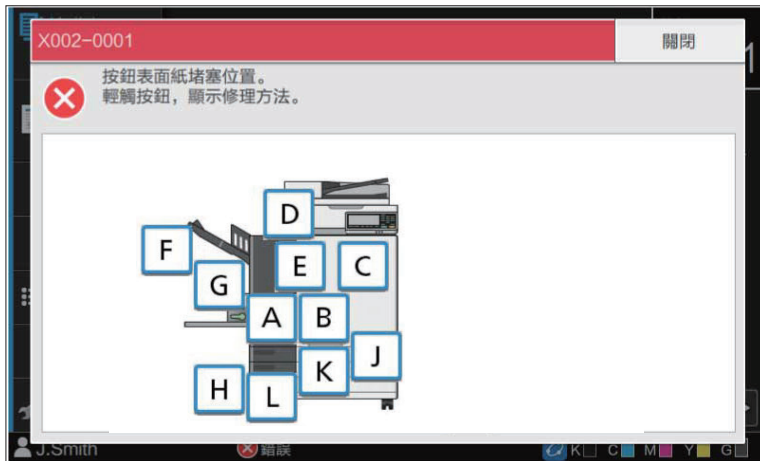 X002-0001
關閉
按鈕表面紙堵塞位置。
輕觸按鈕，顯示修理方法。
D
F
E
C
G
A
B
J
K
H
L
J.Smith
錯誤
K
C
M
Y
G